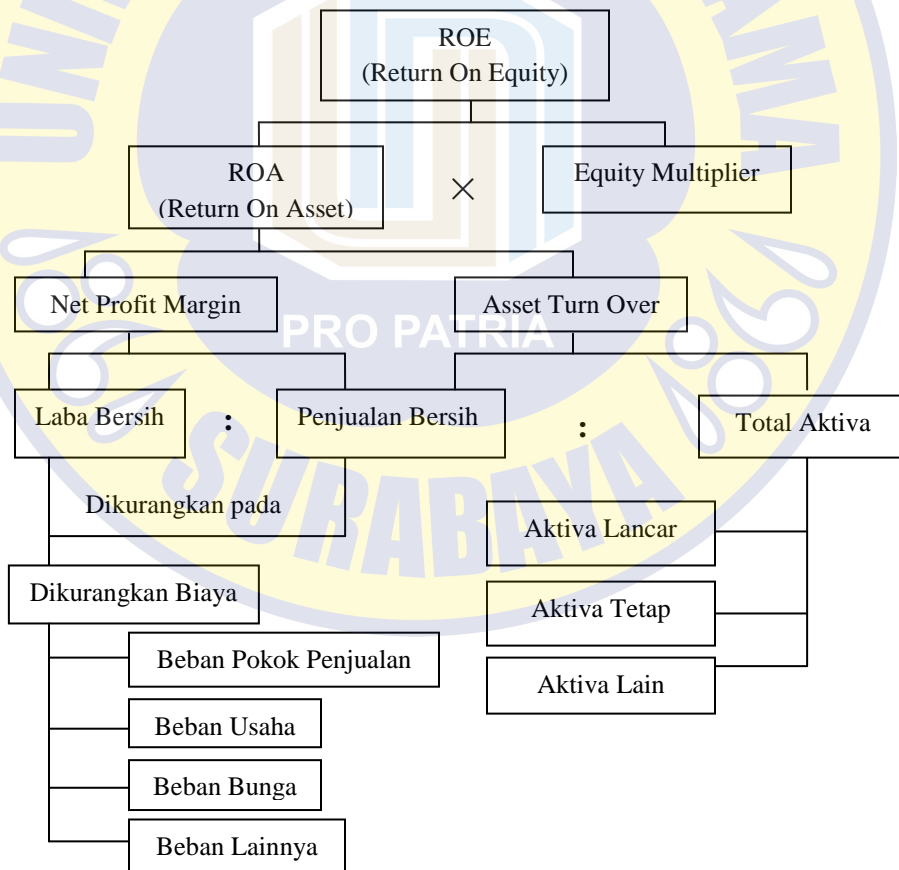 ROE
(Return On Equity)
ROA
(Return On Asset)
×
Equity Multiplier
Net Profit Margin
Asset Turn Over
PRO PATRIA
Laba Bersih
:
Penjualan Bersih
:
Total Aktiva
SURABAYA
Dikurangkan pada
Aktiva Lancar
Dikurangkan Biaya
Aktiva Tetap
Beban Pokok Penjualan
Aktiva Lain
Beban Usaha
Beban Bunga
Beban Lainnya